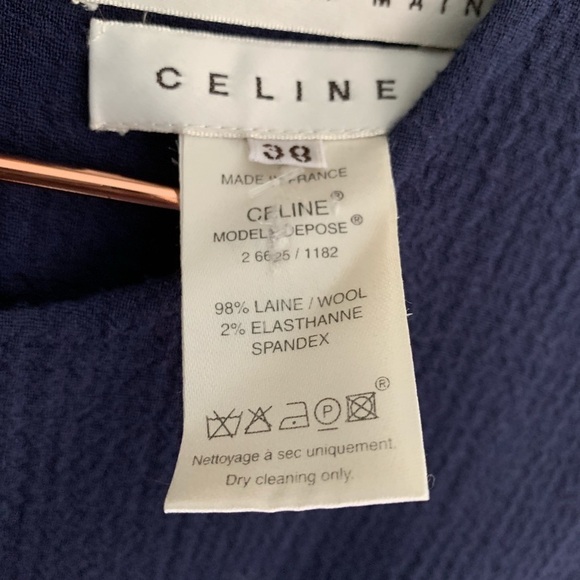 MAIN
CELINE
38
MADE IN FRANCE
CELINE®
MODELE DEPOSE®
2 6625 / 1182
98% LAINE / WOOL
2% ELASTHANNE
SPANDEX
P ®
Nettoyage à sec uniquement.
Dry cleaning only.